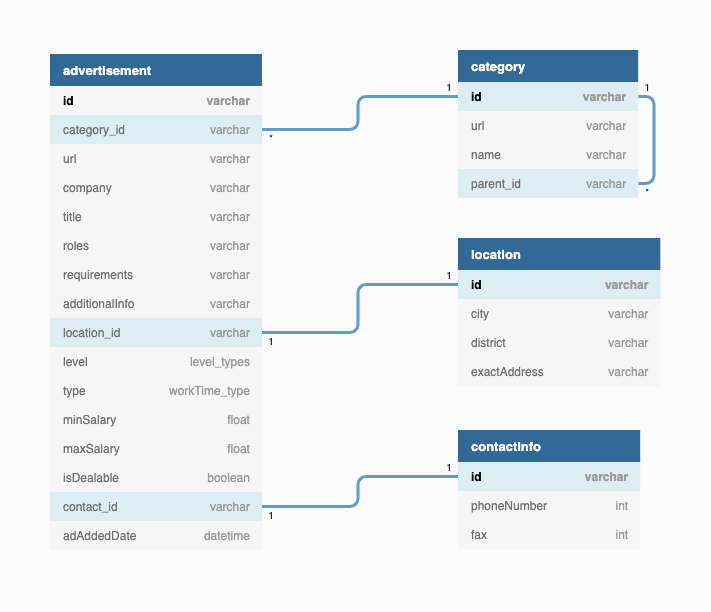 advertisement
id varchar
category_id varchar
url varchar
company varchar
title varchar
roles varchar
requirements varchar
additionalInfo varchar
location_id varchar
level level_types
type workTime_type
minSalary float
maxSalary float
isDealable boolean
contact_id varchar
adAddedDate datetime
*
1
1
category
id varchar
url varchar
name varchar
parent_id varchar
1
1
*
location
id varchar
city varchar
district varchar
exactAddress varchar
1
contactInfo
id varchar
phoneNumber int
fax int
1